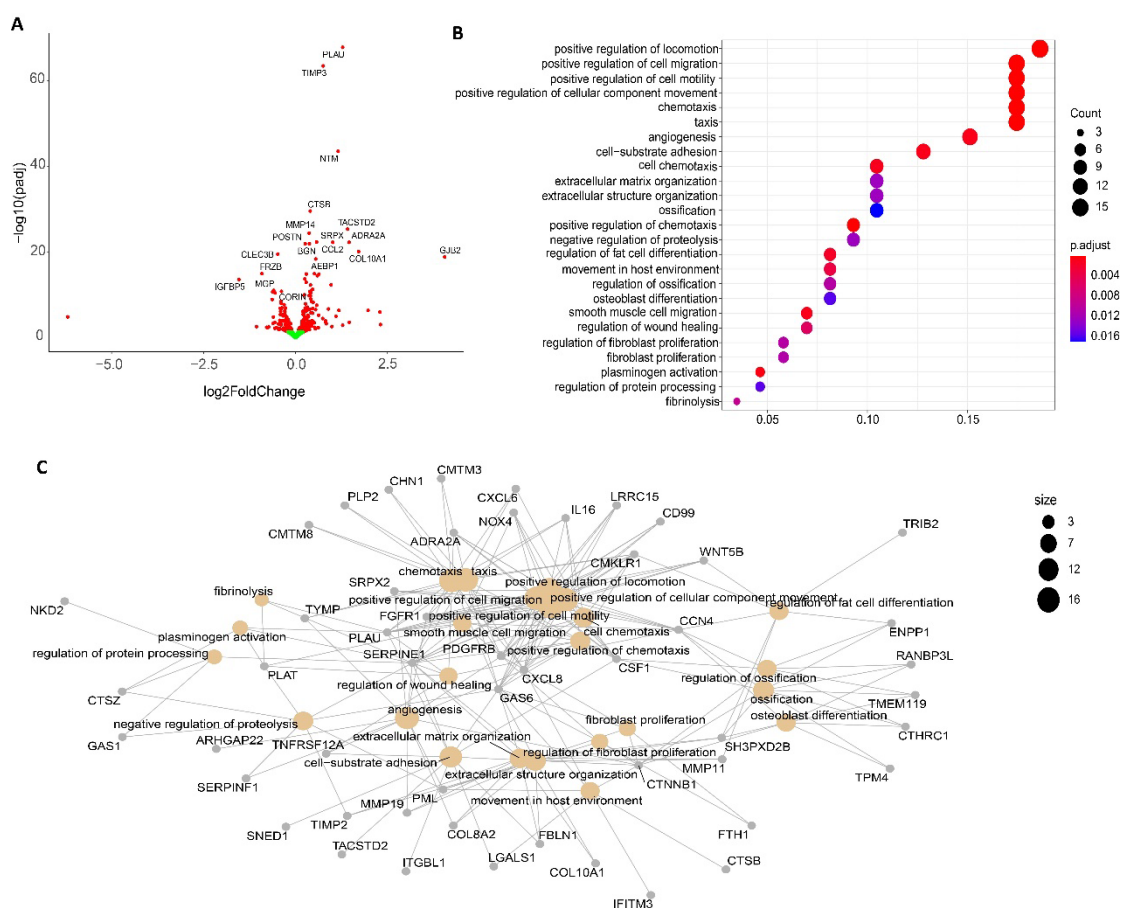 A
PLAU
TIMP3
60
NTM
40
CTSB
MMP14
TACSTD2
POSTN
SRPX
ADRA2A
20
BGN
CCL2
CLEC3B
COL10A1
GJB2
FRZB
AEBP1
IGFBP5
MGP
CORIN
0
−5.0
−2.5
0.0
2.5
log2FoldChange
−log10(padj)
B
positive regulation of locomotion
positive regulation of cell migration
positive regulation of cell motility
positive regulation of cellular component movement
chemotaxis
taxis
angiogenesis
cell-substrate adhesion
cell chemotaxis
extracellular matrix organization
extracellular structure organization
ossification
positive regulation of chemotaxis
negative regulation of proteolysis
regulation of fat cell differentiation
movement in host environment
regulation of ossification
osteoblast differentiation
smooth muscle cell migration
regulation of wound healing
regulation of fibroblast proliferation
fibroblast proliferation
plasminogen activation
regulation of protein processing
fibrinolysis
0.05
0.10
0.15
Count
3
6
9
12
15
p.adjust
0.004
0.008
0.012
0.016
C
CMTM3
CHN1
CXCL6
LRRC15
PLP2
NOX4
IL16
CD99
CMTM8
ADRA2A
TRIB2
CMKLR1
WNT5B
chemotaxis taxis
positive regulation of locomotion
SRPX2
fibrinolysis
positive regulation of cell migration
positive regulation of cellular component movement
regulation of fat cell differentiation
NKD2
TYMP
FGFR1
positive regulation of cell motility
CCN4
plasminogen activation
PLAU
smooth muscle cell migration
cell chemotaxis
ENPP1
regulation of protein processing
SERPINE1
PDGFRB
positive regulation of chemotaxis
RANBP3L
PLAT
CXCL8
CSF1
regulation of ossification
CTSZ
regulation of wound healing
GAS6
ossification
TMEM119
negative regulation of proteolysis
angiogenesis
fibroblast proliferation
osteoblast differentiation
GAS1
ARHGAP22
TNFRSF12A
extracellular matrix organization
regulation of fibroblast proliferation
SH3PXD2B
CTHRC1
cell-substrate adhesion
extracellular structure organization
MMP11
SERPINF1
CTNNB1
TPM4
MMP19
PML
movement in host environment
SNED1
TIMP2
COL8A2
FBLN1
FTH1
TACSTD2
ITGBL1
LGALS1
COL10A1
CTSB
IFITM3
size
3
7
12
16